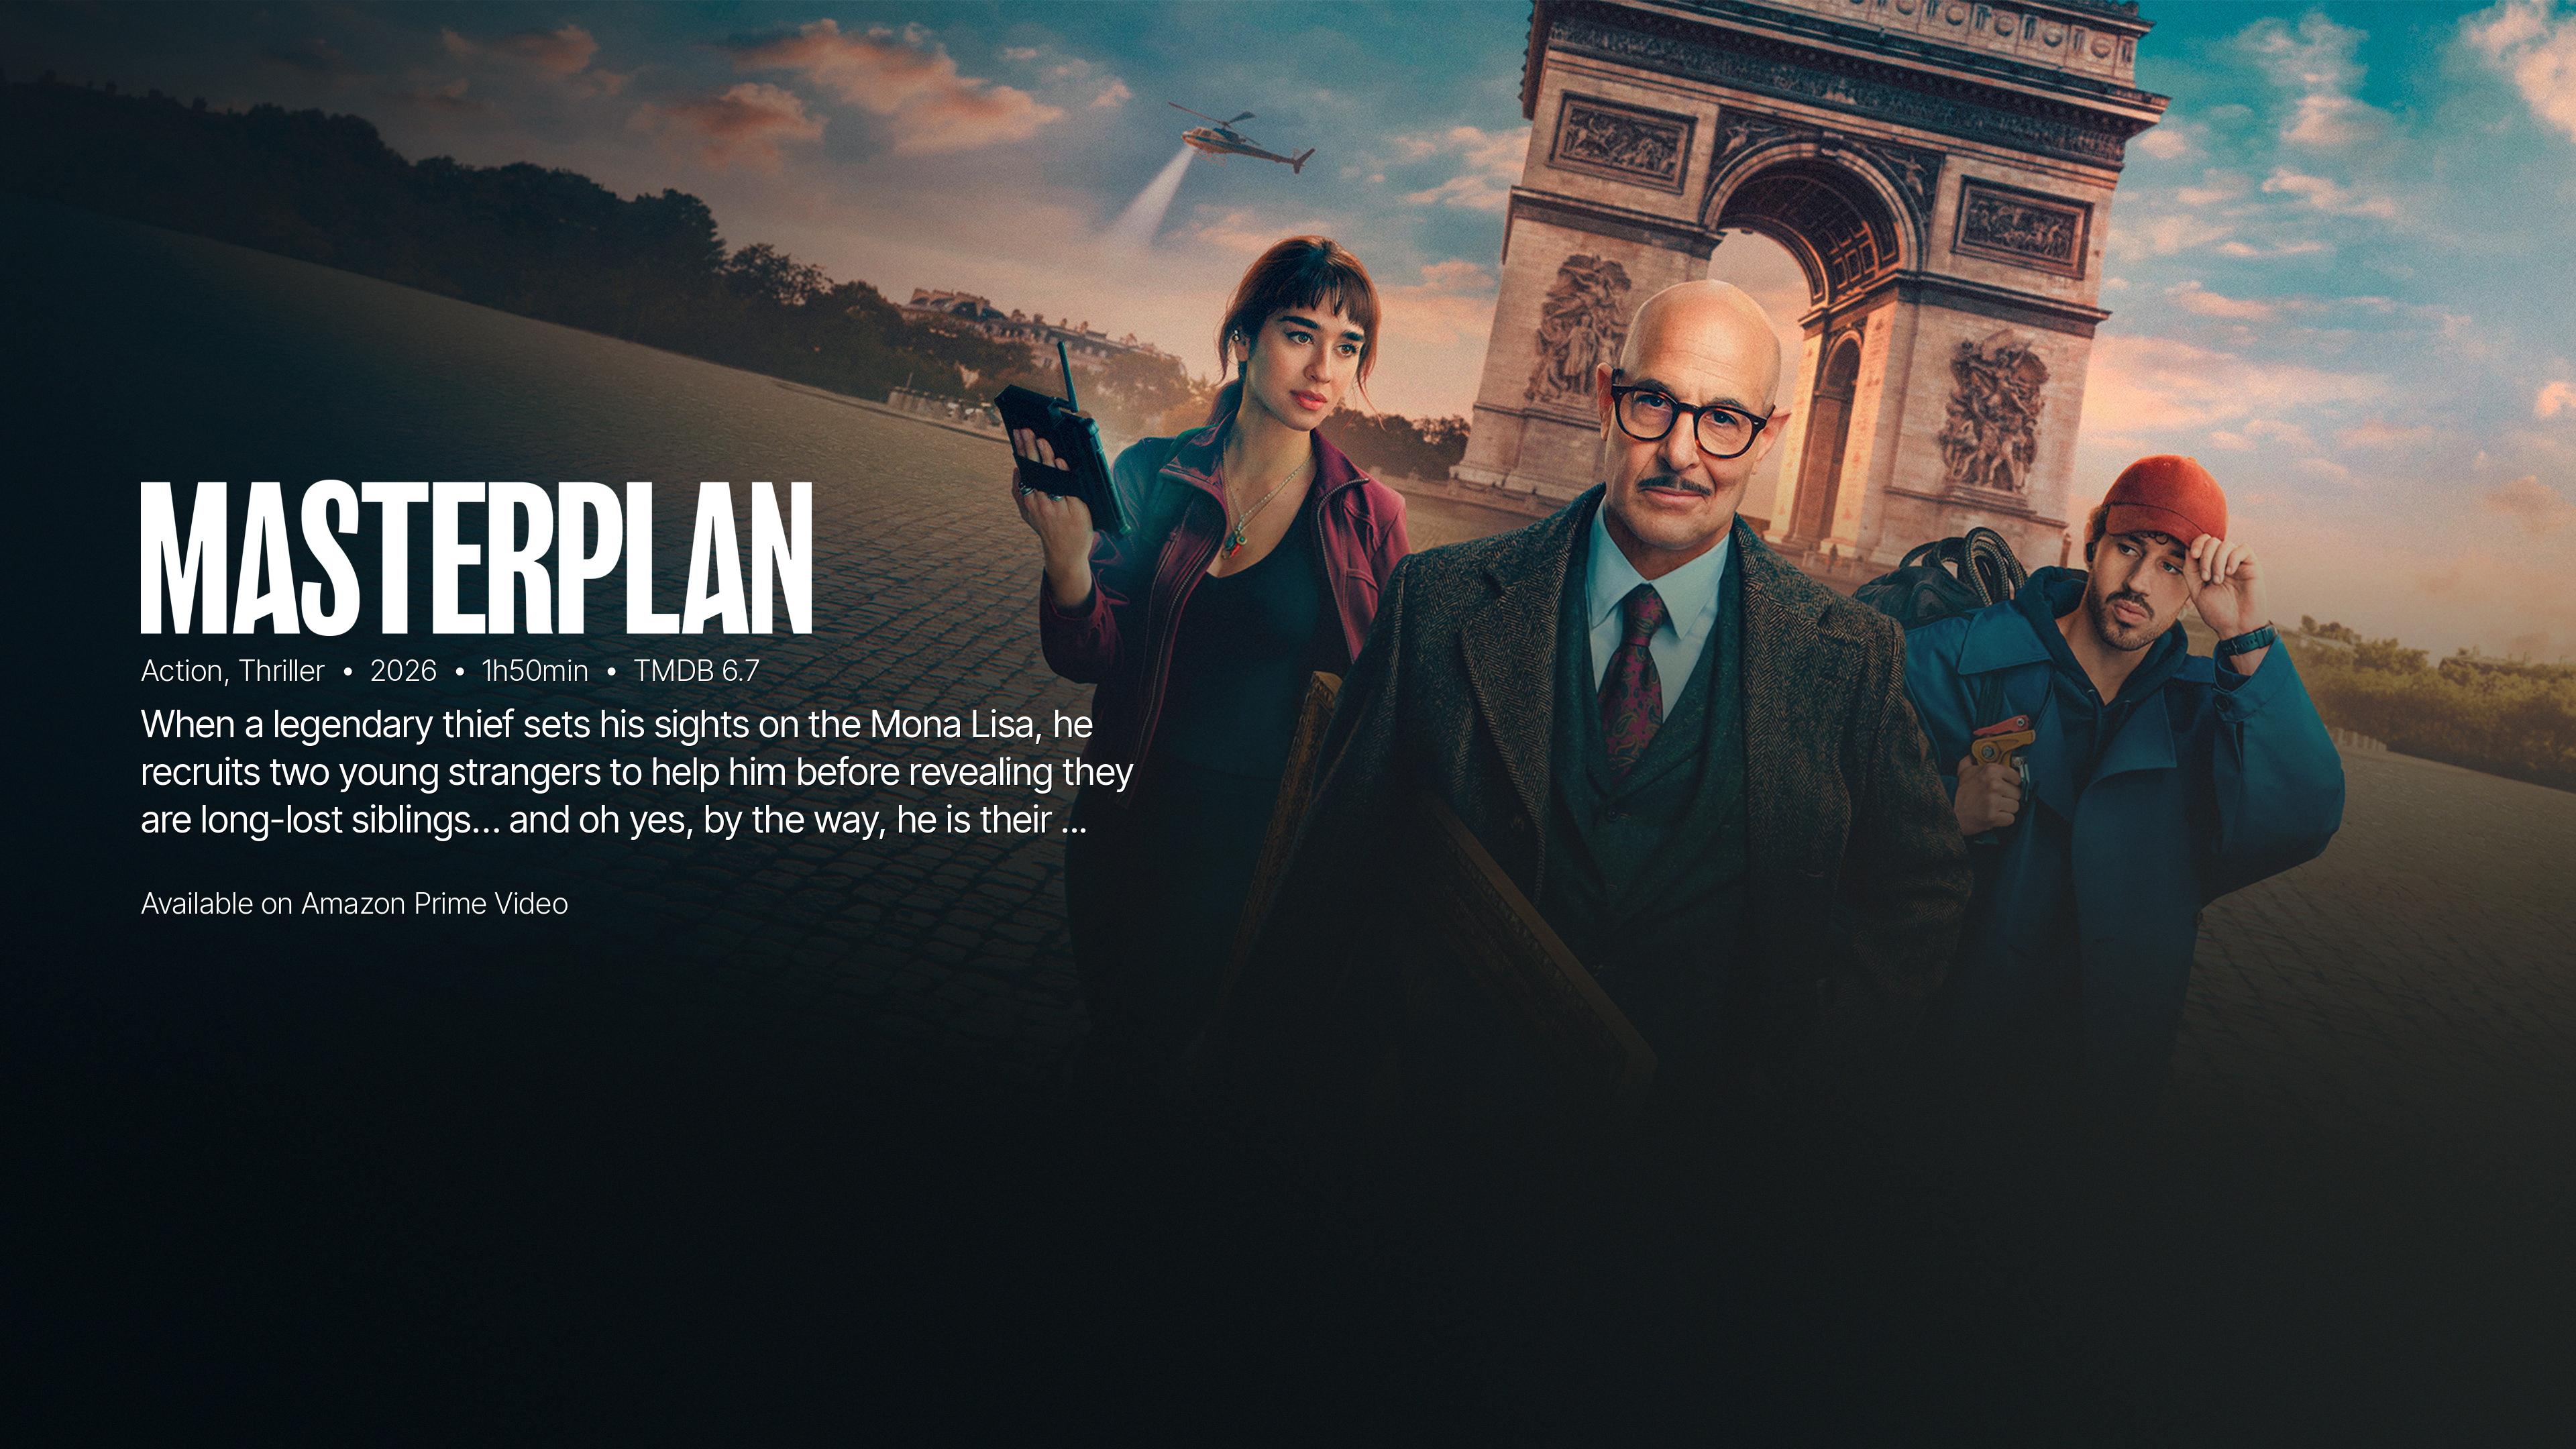 MASTERPLAN
Action, Thriller • 2026 • 1h50min • TMDB 6.7
When a legendary thief sets his sights on the Mona Lisa, he
recruits two young strangers to help him before revealing they
are long-lost siblings... and oh yes, by the way, he is their ...
Available on Amazon Prime Video